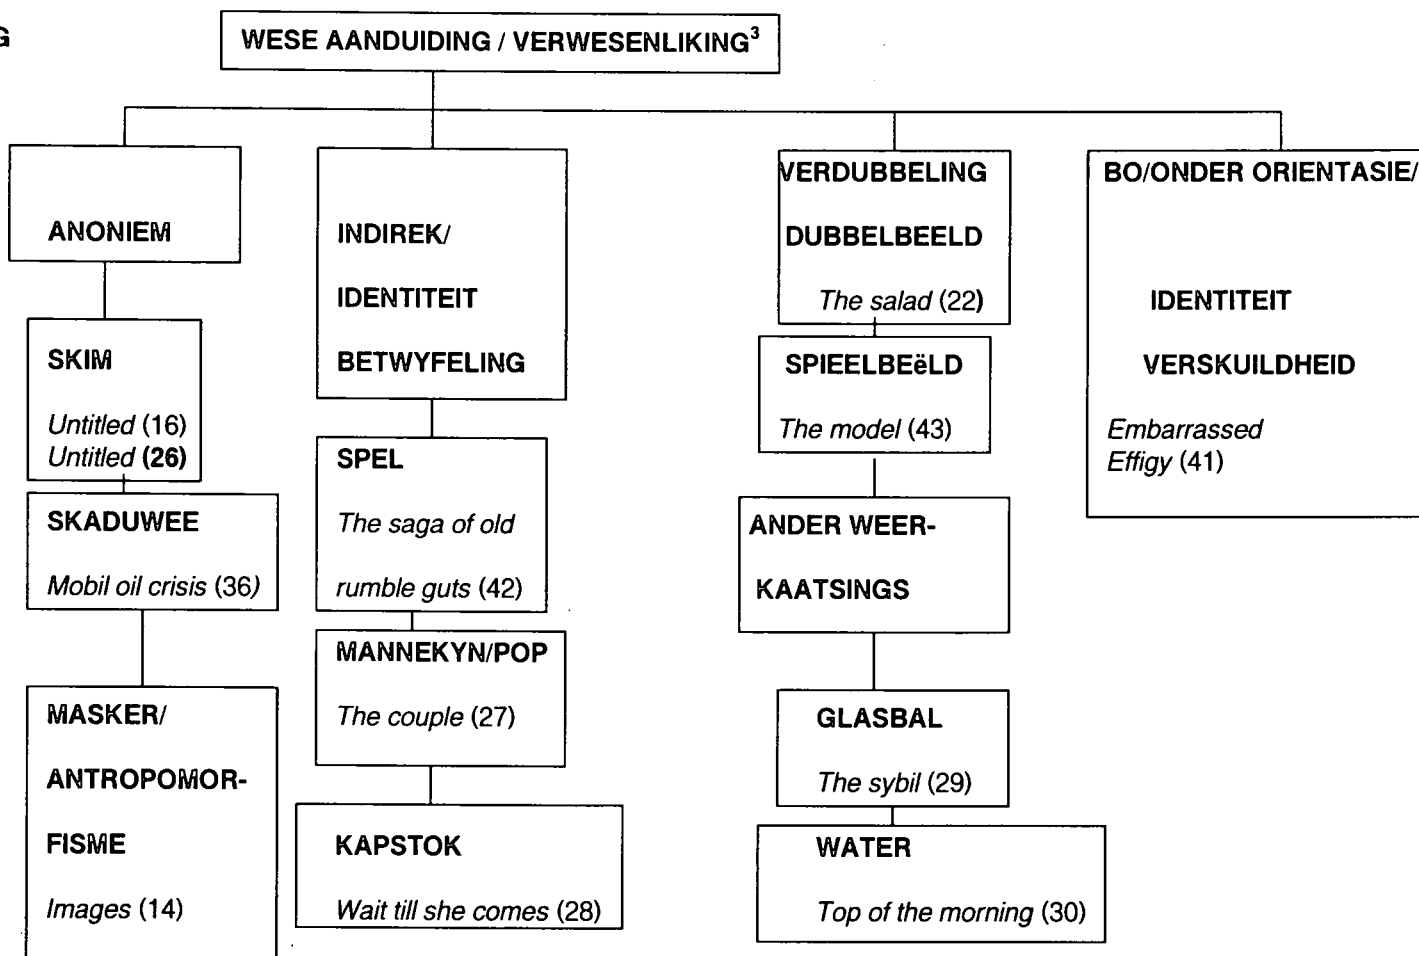 G
WESE AANDUIDING / VERWESENLIKING³
ANONIEM
SKIM
Untitled (16)
Untitled (26)
SKADUWEE
Mobil oil crisis (36)
MASKER/
ANTROPOMOR-
FISME
Images (14)
INDIREK/
IDENTITEIT
BETWYFELING
SPEL
The saga of old
rumble guts (42)
MANNEKYN/POP
The couple (27)
KAPSTOK
Wait till she comes (28)
VERDUBBELING
DUBBELBEELD
The salad (22)
SPIEELBEëLD
The model (43)
ANDER WEER-
KAATSINGS
GLASBAL
The sybil (29)
WATER
Top of the morning (30)
BO/ONDER ORIENTASIE/
IDENTITEIT
VERSKUILDHEID
Embarrassed
Effigy (41)